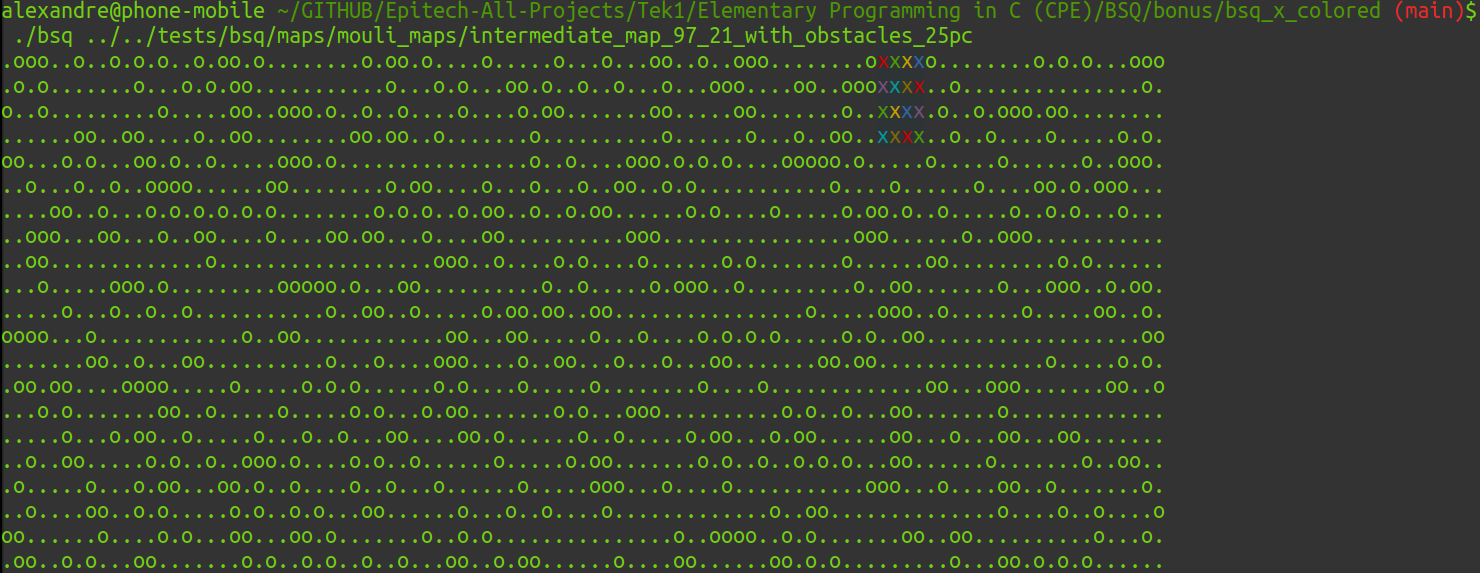 alexandre@phone-mobile ~/GITHUB/Epitech-All-Projects/Tek1/Elementary Programming in C (CPE)/BSQ/bonus/bsq_x_colored (main)$
./bsq ../../tests/bsq/maps/mouli_maps/intermediate_map_97_21_with_obstacles_25pc
.ooo..o..o.o.o..o.o.oo........oo.o....o...o..o...o....oo..o..ooo........oxxxxo........o.o.o...ooo
.o.o.......o...o.o.oo.........o...o.o...oo.o..o...o..o.....ooo....oo..oooxxxx..o...............o.
o..o.........o.....oo..ooo.o....oo....o.....o.oo.......oo....o.........o.xxxx.o..o.ooo.oo........
......oo..oo....o............oo.oo..o.......o..........o.......o..o...oo.xxxx..o..o....o.....o.o.
oo...o.o...oo.o..o.....ooo.o................o..o....ooo.o.o.o....ooooo.o.....o.....o......o..ooo.
..o...o..o..oooo......oo........o.oo....o...o..o...oo..o.o...........o....o......o....oo.o.ooo...
....oo..o...o.o.o.o.o.o........o.o.o..o.oo..o...o.oo......o.o....o.....oo.o..o......o..o.o...o...
..ooo...oo...o..oo....o....oo.oo...o....oo..........ooo................ooo......o..ooo...........
..oo.............o..................ooo..o....o.o....o......o.o.......o......oo.........o.o......
...o.....ooo.o.........ooooo.o...oo.......o....o.o....o.ooo..o.........o..oo.......o...ooo..o.oo.
.....o...o...o..o............o..oo..o.......o.oo.oo..oo............o.....ooo...o....o......oo..o.
oooo...o............o..oo............oo...oo.....o...o....o.o.o.o.....o.o..oo..................oo
.......oo..o...oo............o...o....ooo....o..oo...o....oo........oo.oo..............o.....o.o.
.oo.oo....oooo.....o.....o.o.o......o.o..........o........o....o.............oo...ooo.......oo..o
...o.o.......oo..o.....o.....o...o..o.oo.......o..o.ooo..........o.o..o...oo.......o.............
.....o...o.oo..o.....o...o..o...oo....oo.o.........o.....o.oo...o.oo......oo...o....oo...oo......
..o..oo.....o.o..o..ooo.o....o.o..o......o.o...o.oo.......o.o..o..o.o.o...oo......o.......o..oo..
.o.....o...o.oo...oo.o....o.o...o....o.....o.....ooo...o................ooo....o...oo..o.......o.
..o....oo..o.o.....o...o.o....oo........o..o....o..................o.oo............o....o..o....o
oo......o....o.o...oo......o....o.o.....................o..oooo............oo..oo..........o...o.
.oo..o.o...oo.......o.o....o..o..o....o..o.oo......o....oo.......oo............o...oo.o.o.o......